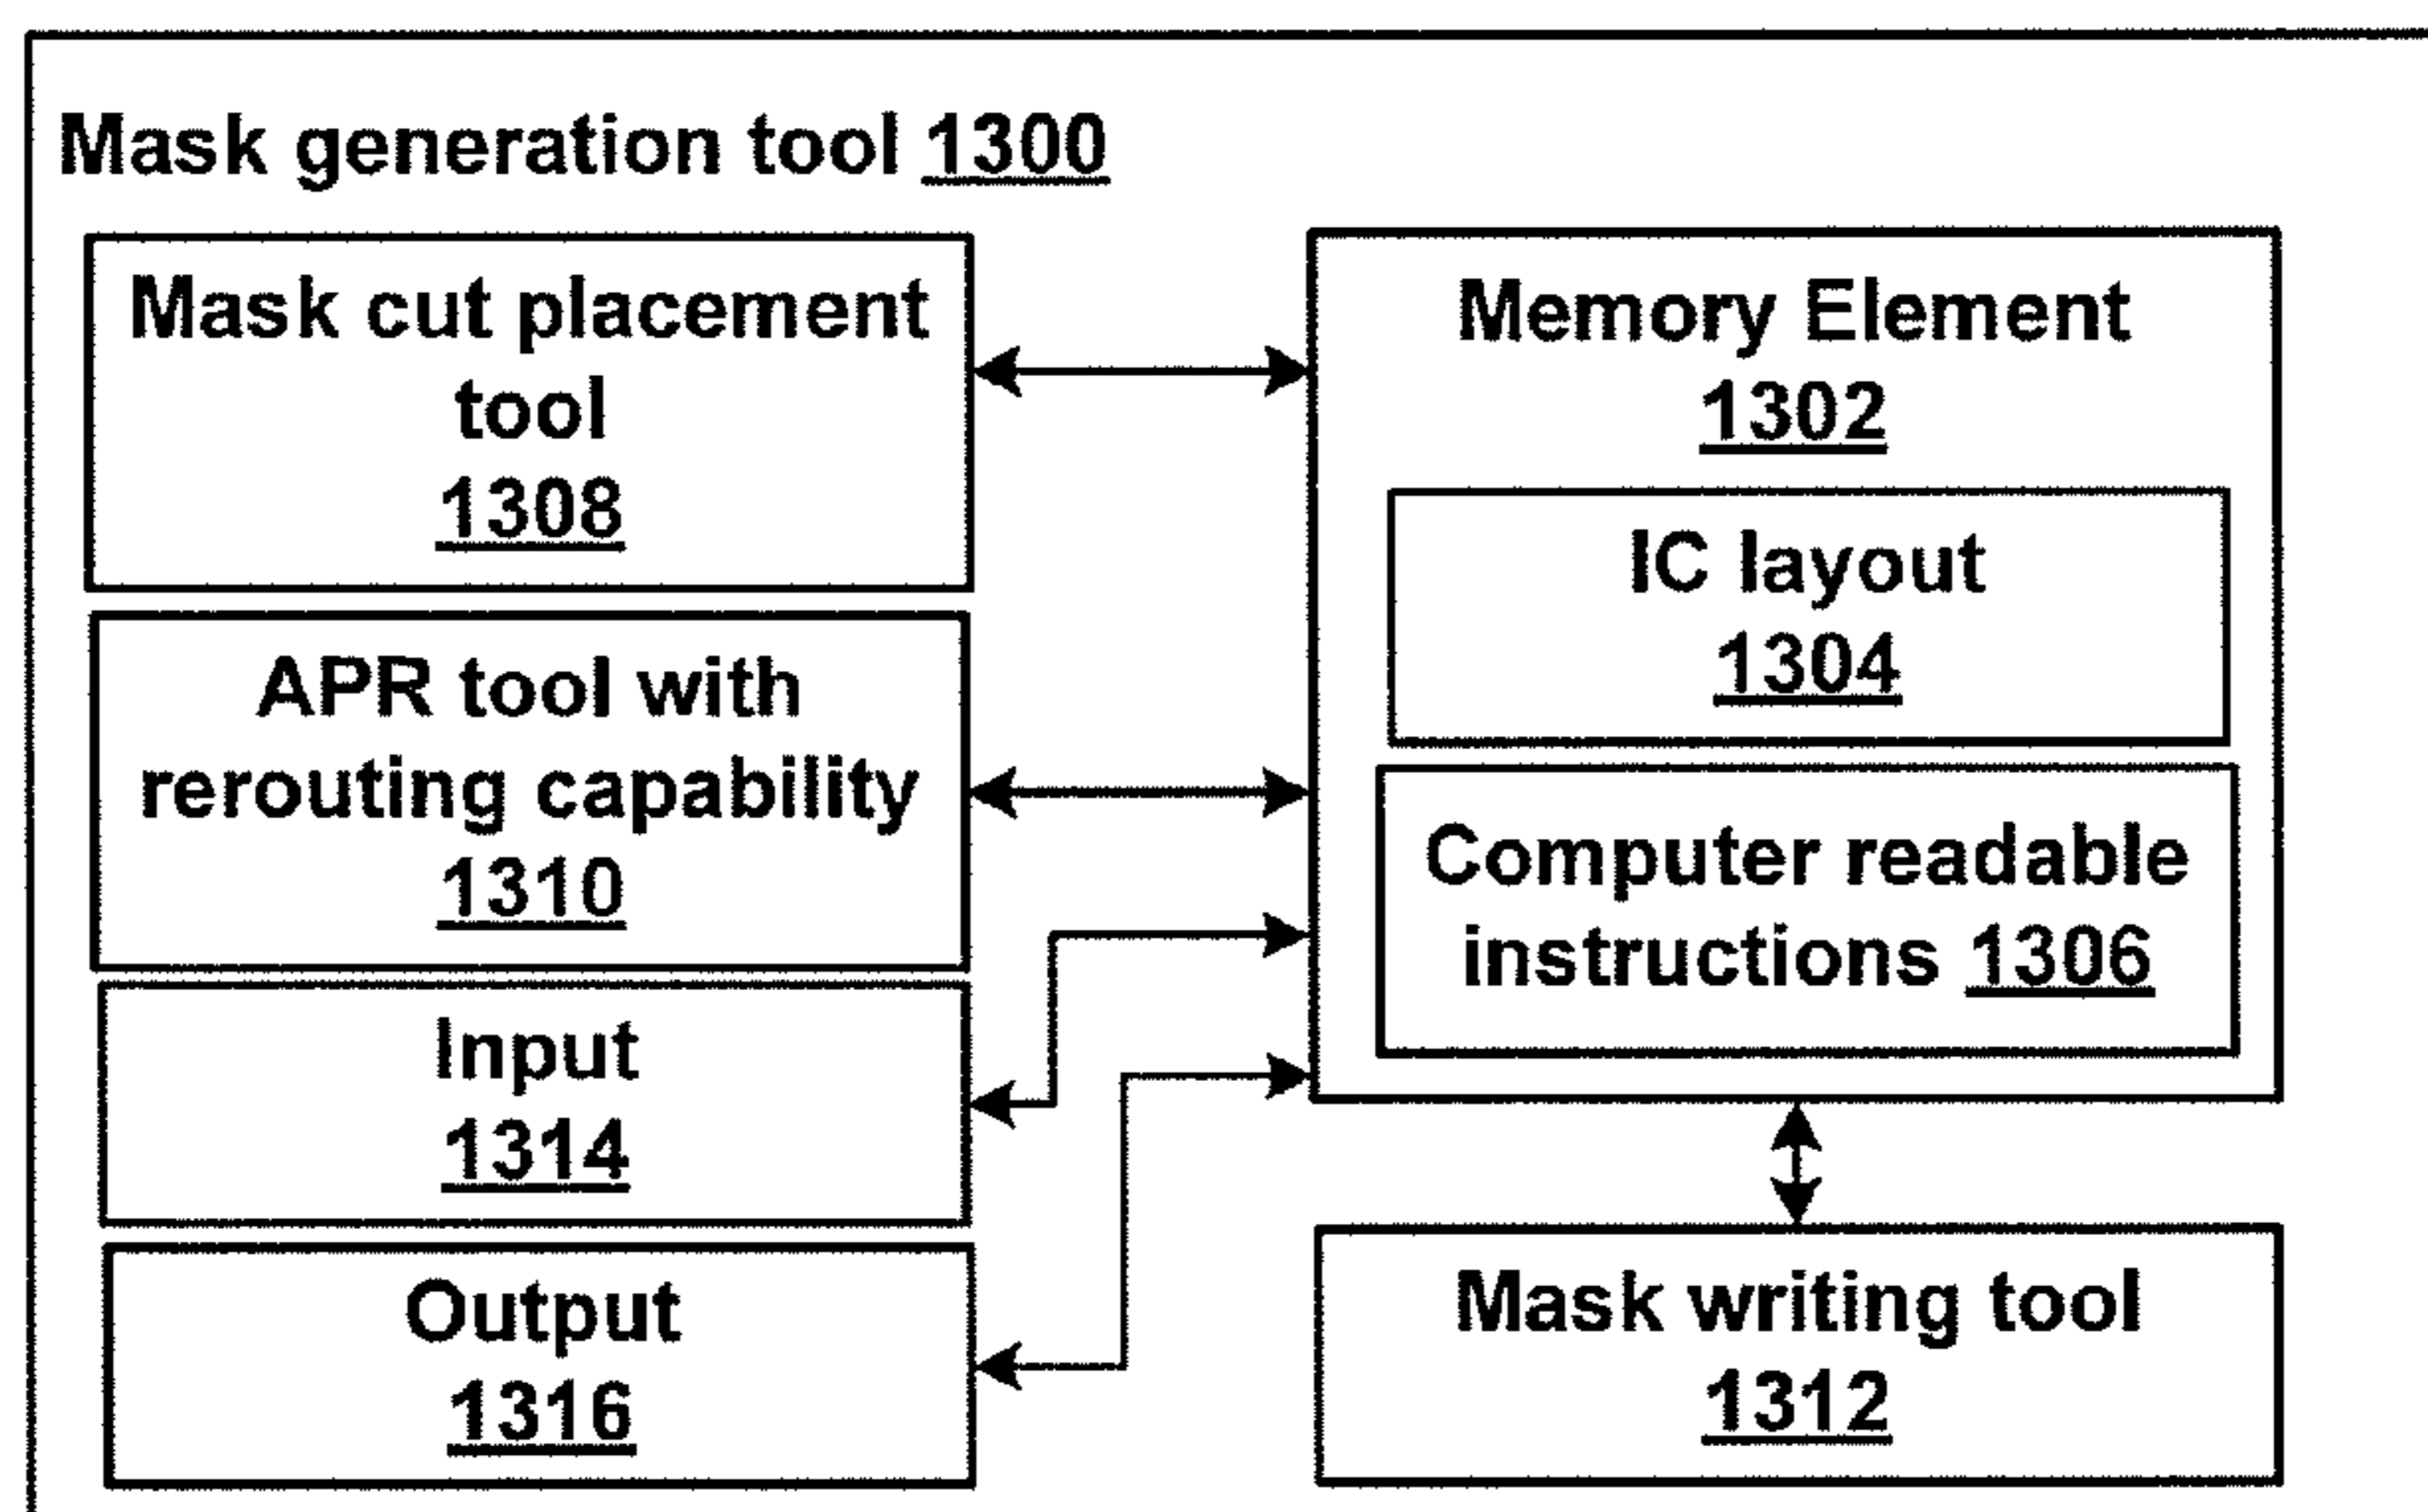 Mask generation tool 1300
Mask cut placement
tool
1308
APR tool with
rerouting capability
1310
Input
1314
Output
1316
Memory Element
1302
IC layout
1304
Computer readable
instructions 1306
Mask writing tool
1312